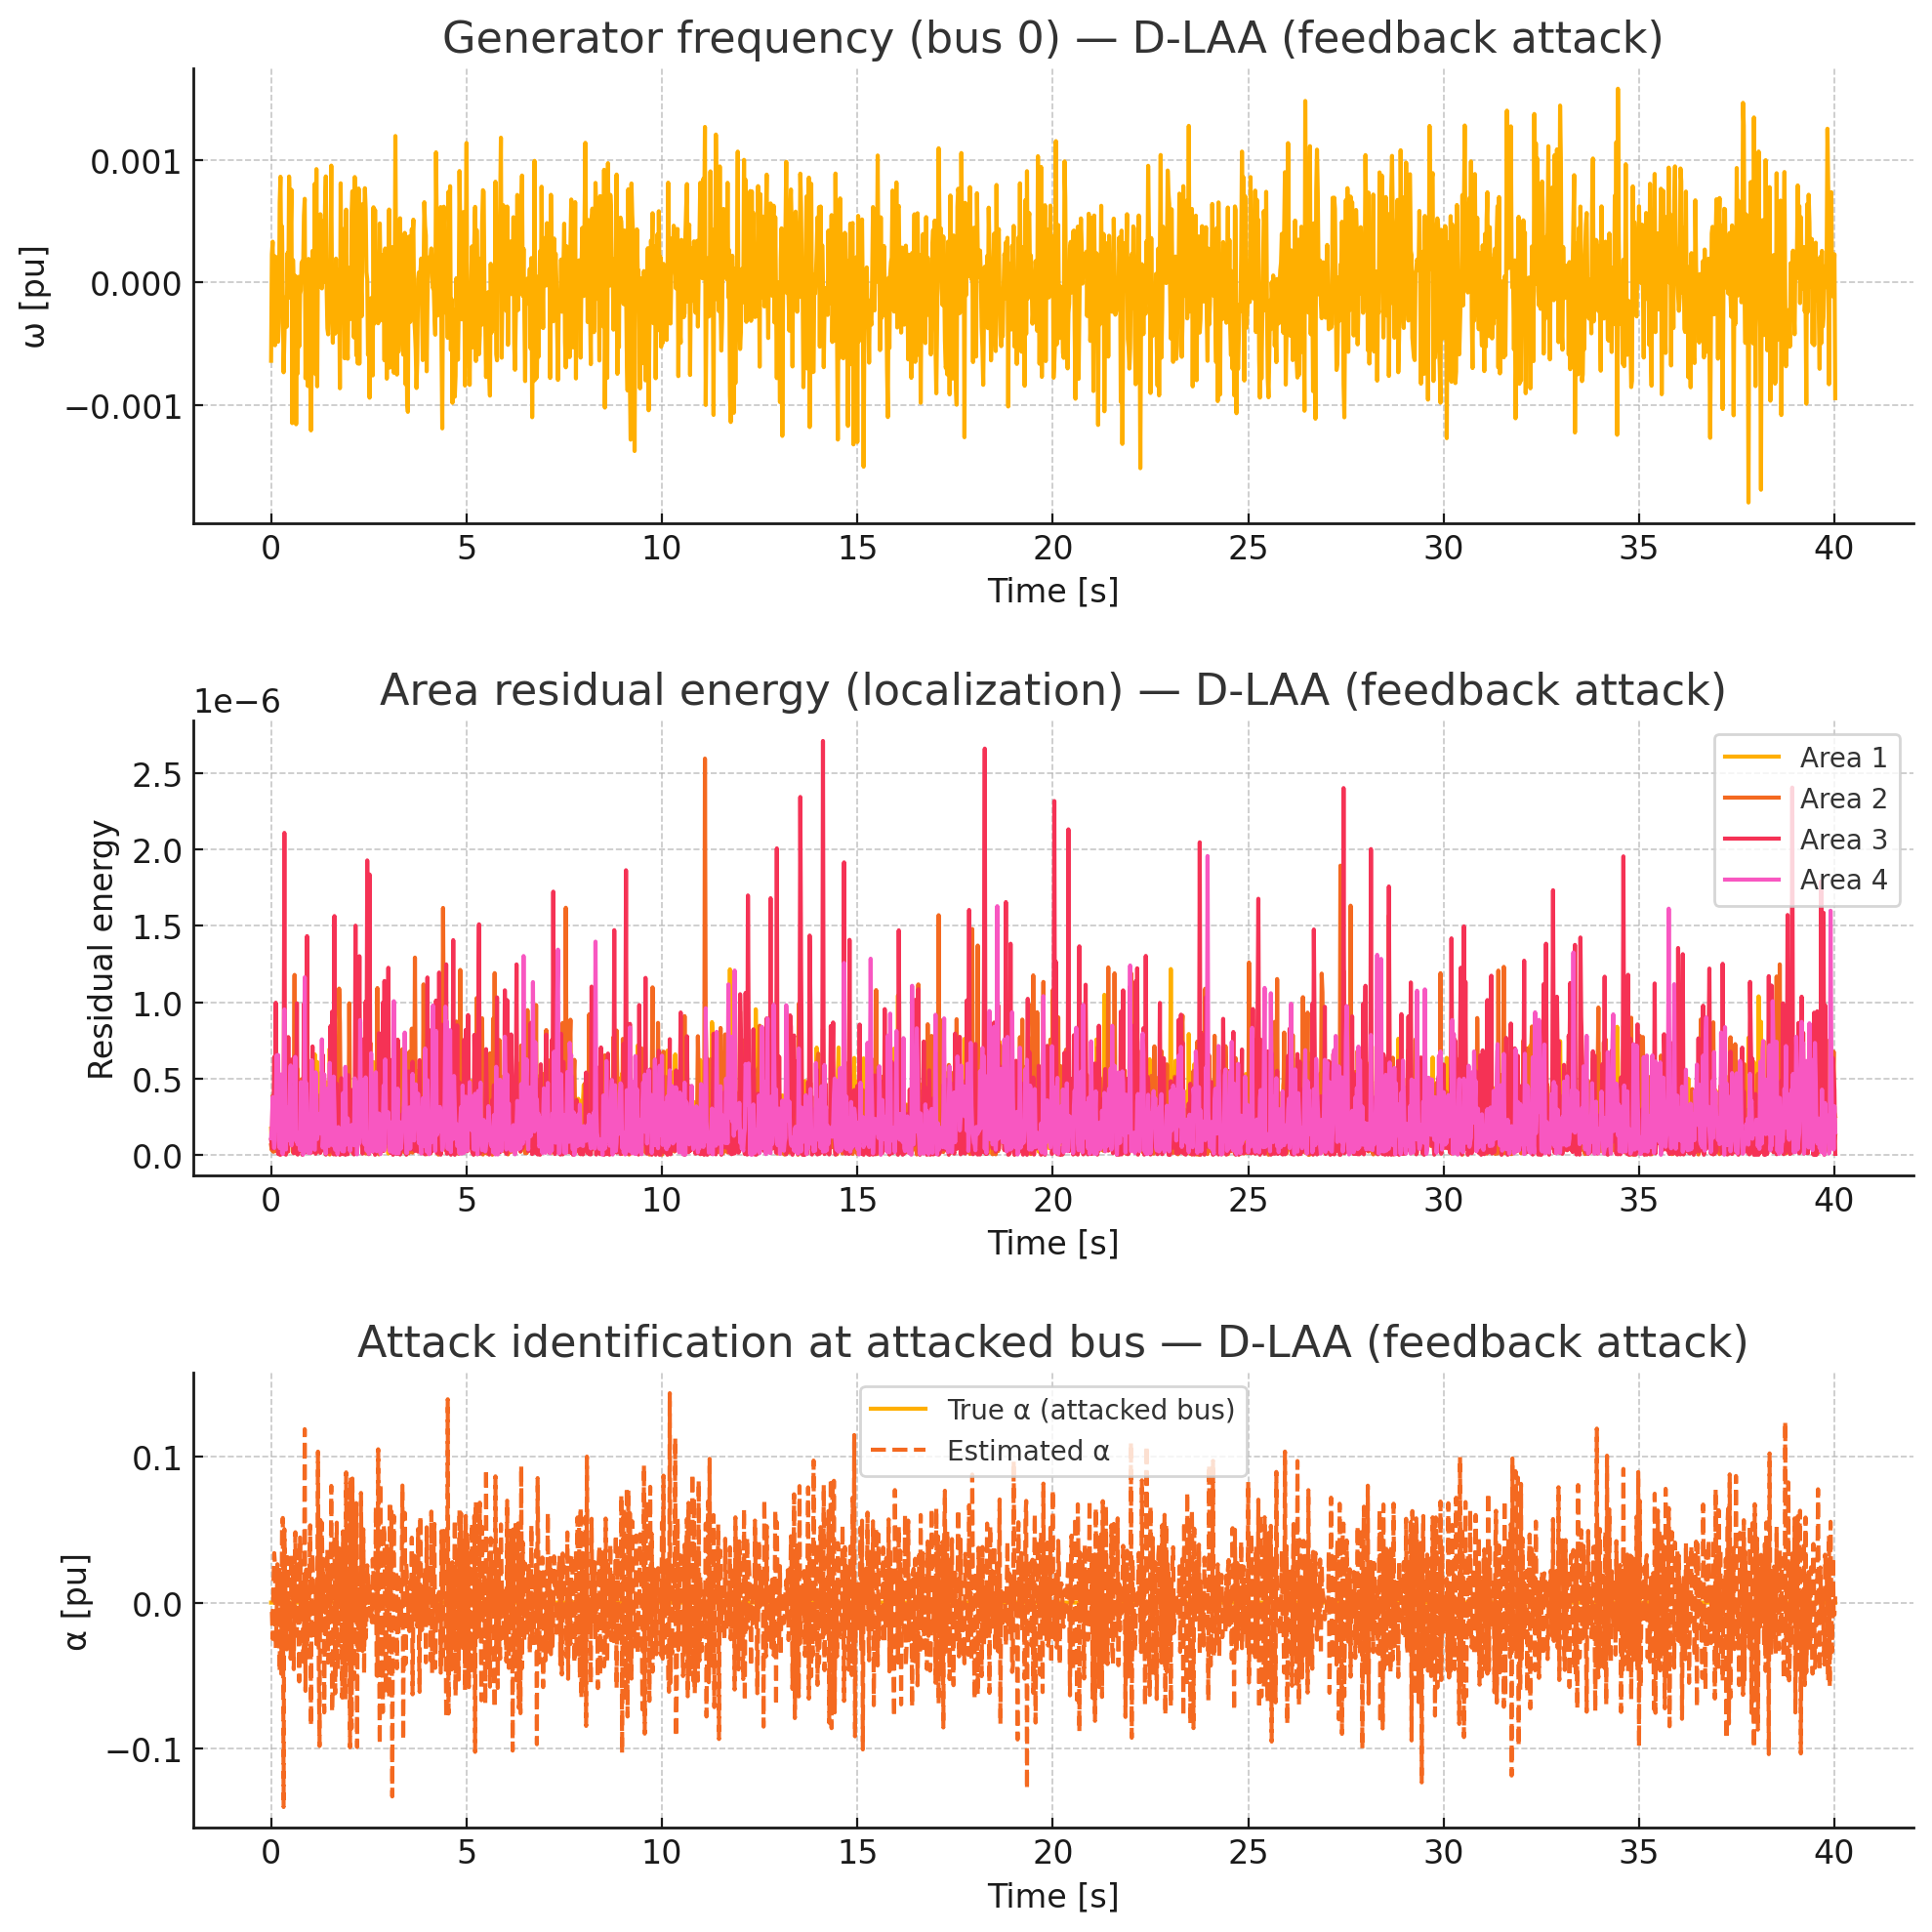 Generator frequency (bus 0) — D-LAA (feedback attack)
0.001
0.000
−0.001
ω [pu]
0 5 10 15 20 25 30 35 40
Time [s]
Area residual energy (localization) — D-LAA (feedback attack)
1e−6
2.5
2.0
1.5
1.0
0.5
0.0
Residual energy
Area 1
Area 2
Area 3
Area 4
0 5 10 15 20 25 30 35 40
Time [s]
Attack identification at attacked bus — D-LAA (feedback attack)
True α (attacked bus)
Estimated α
0.1
0.0
−0.1
α [pu]
0 5 10 15 20 25 30 35 40
Time [s]